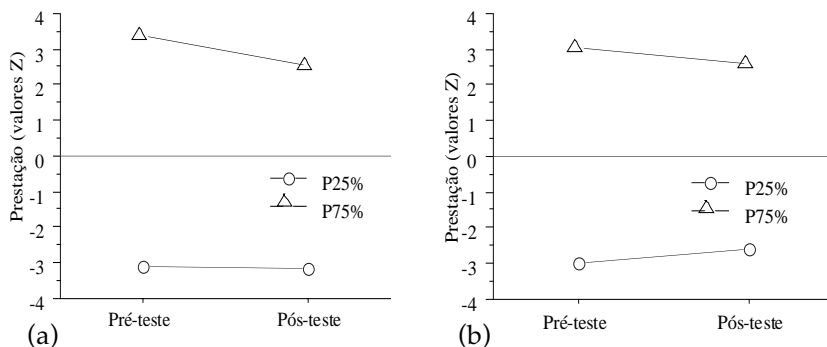 Prestação (valores Z)
4
3
2
1
0
-1
-2
-3
-4
P25%
P75%
Pré-teste
Pós-teste
(a)
Prestação (valores Z)
4
3
2
1
0
-1
-2
-3
-4
P25%
P75%
Pré-teste
Pós-teste
(b)